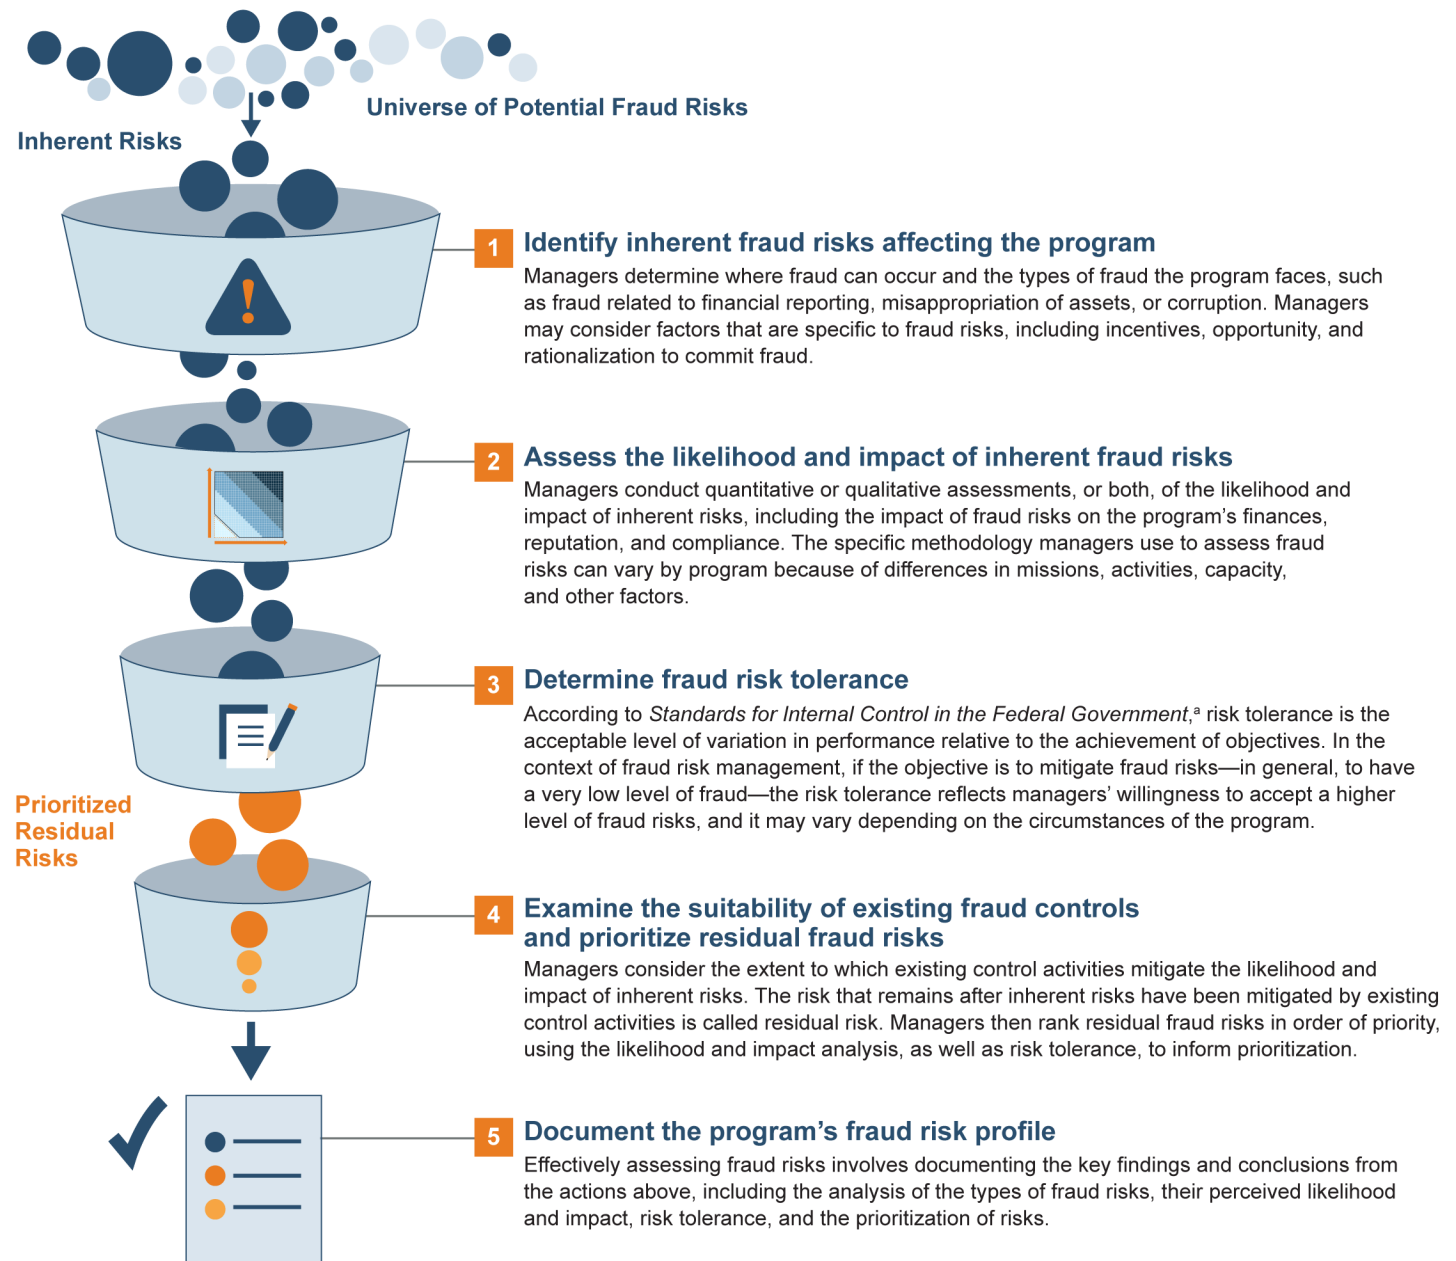 Universe of Potential Fraud Risks
Inherent Risks
1
Identify inherent fraud risks affecting the program
Managers determine where fraud can occur and the types of fraud the program faces, such
as fraud related to financial reporting, misappropriation of assets, or corruption. Managers
may consider factors that are specific to fraud risks, including incentives, opportunity, and
rationalization to commit fraud.
2
Assess the likelihood and impact of inherent fraud risks
Managers conduct quantitative or qualitative assessments, or both, of the likelihood and
impact of inherent risks, including the impact of fraud risks on the program’s finances,
reputation, and compliance. The specific methodology managers use to assess fraud
risks can vary by program because of differences in missions, activities, capacity,
and other factors.
3
Determine fraud risk tolerance
According to Standards for Internal Control in the Federal Government,ª risk tolerance is the
acceptable level of variation in performance relative to the achievement of objectives. In the
context of fraud risk management, if the objective is to mitigate fraud risks—in general, to have
a very low level of fraud—the risk tolerance reflects managers’ willingness to accept a higher
level of fraud risks, and it may vary depending on the circumstances of the program.
Prioritized
Residual
Risks
4
Examine the suitability of existing fraud controls
and prioritize residual fraud risks
Managers consider the extent to which existing control activities mitigate the likelihood and
impact of inherent risks. The risk that remains after inherent risks have been mitigated by existing
control activities is called residual risk. Managers then rank residual fraud risks in order of priority,
using the likelihood and impact analysis, as well as risk tolerance, to inform prioritization.
5
Document the program’s fraud risk profile
Effectively assessing fraud risks involves documenting the key findings and conclusions from
the actions above, including the analysis of the types of fraud risks, their perceived likelihood
and impact, risk tolerance, and the prioritization of risks.